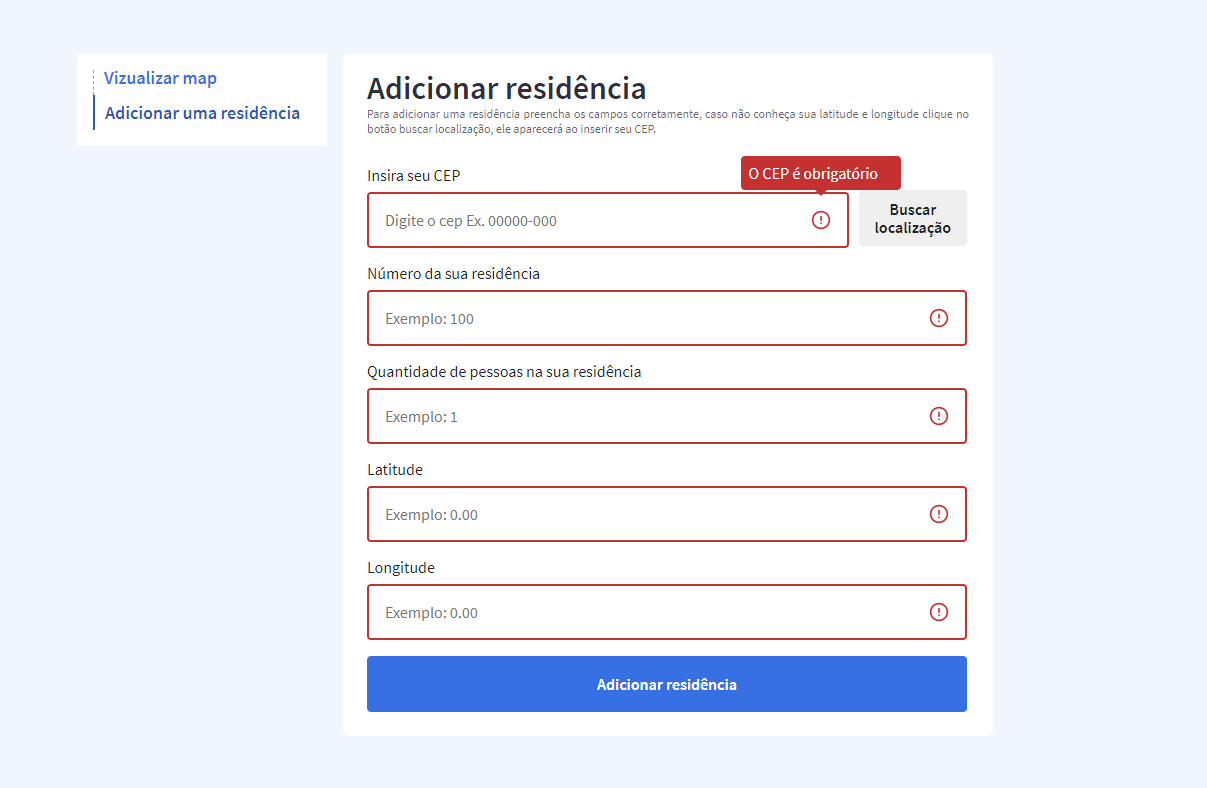 Vizualizar map
Adicionar uma residência
Adicionar residência
Para adicionar uma residência preencha os campos corretamente, caso não conheça sua latitude e longitude clique no
botão buscar localização, ele aparecerá ao inserir seu CEP.
Insira seu CEP
O CEP é obrigatório
Digite o cep Ex. 00000-000
Buscar
localização
Número da sua residência
Exemplo: 100
Quantidade de pessoas na sua residência
Exemplo: 1
Latitude
Exemplo: 0.00
Longitude
Exemplo: 0.00
Adicionar residência